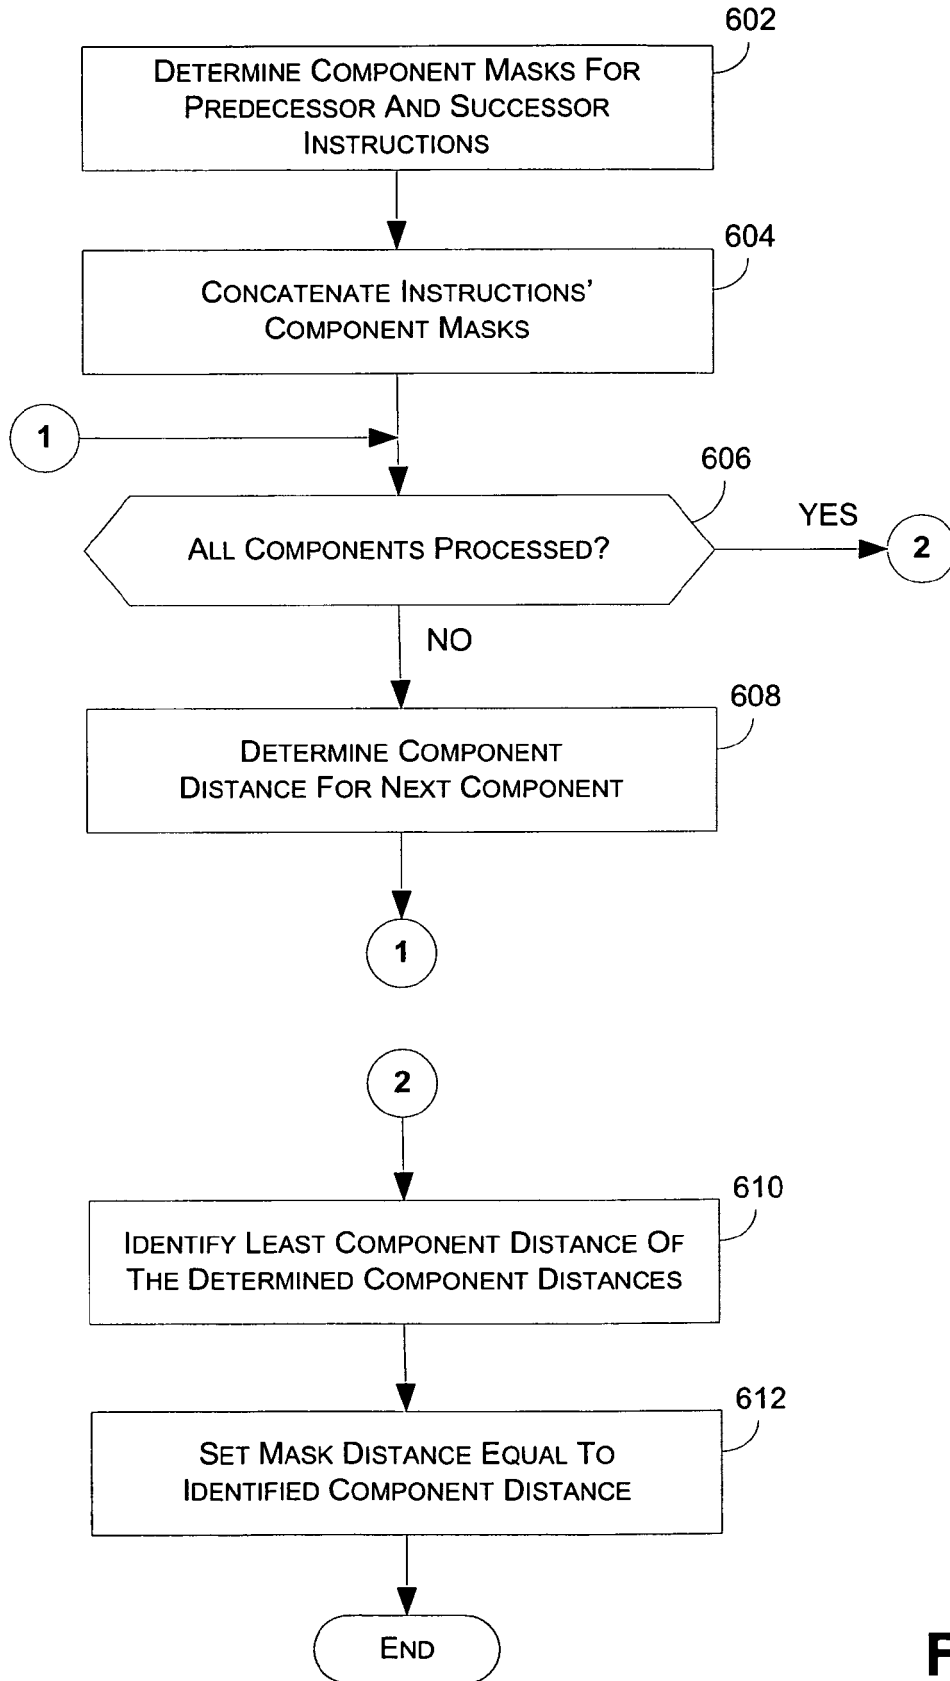 602
DETERMINE COMPONENT MASKS FOR
PREDECESSOR AND SUCCESSOR
INSTRUCTIONS
604
CONCATENATE INSTRUCTIONS'
COMPONENT MASKS
1
606
ALL COMPONENTS PROCESSED?
YES
2
NO
608
DETERMINE COMPONENT
DISTANCE FOR NEXT COMPONENT
1
2
610
IDENTIFY LEAST COMPONENT DISTANCE OF
THE DETERMINED COMPONENT DISTANCES
612
SET MASK DISTANCE EQUAL TO
IDENTIFIED COMPONENT DISTANCE
END